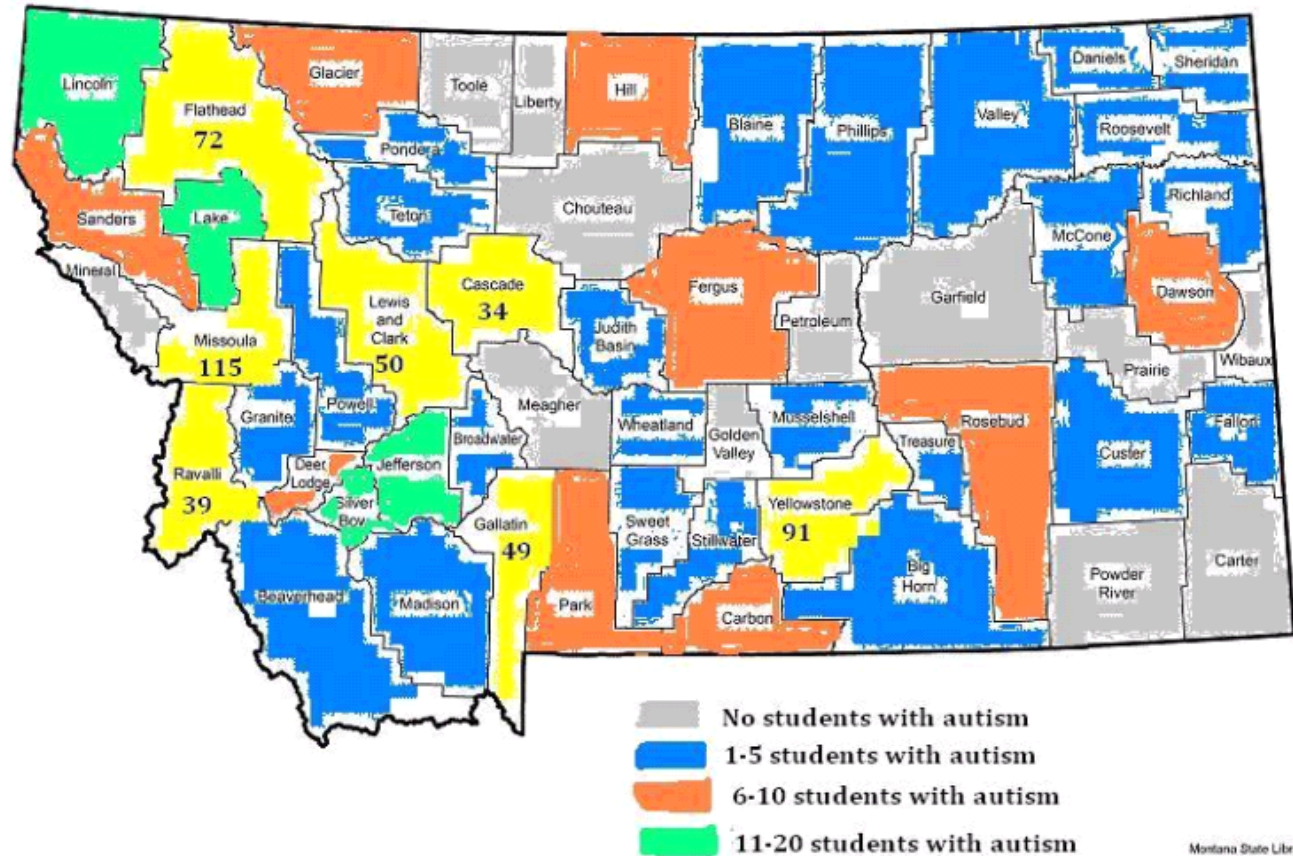 Lincoln
Flathead
72
Glacier
Toole
Liberty
Hill
Blaine
Phillips
Valley
Daniels
Sheridan
Roosevelt
Richland
McCone
Dawson
Wibaux
Pondera
Teton
Chouteau
Sanders
Lake
Mineral
Missoula
115
Lewis
and
Clark
50
Cascade
34
Judith
Basin
Fergus
Petroleum
Garfield
Prairie
Fallon
Custer
Rosebud
Treasure
Musselshell
Golden
Valley
Wheatland
Meagher
Broadwater
Powell
Granite
Ravalli
39
Deer
Lodge
Silver
Bow
Jefferson
Gallatin
49
Sweet
Grass
Stillwater
Yellowstone
91
Big
Horn
Powder
River
Carter
Beaverhead
Madison
Park
Carbon
No students with autism
1-5 students with autism
6-10 students with autism
11-20 students with autism
Montana State Libr